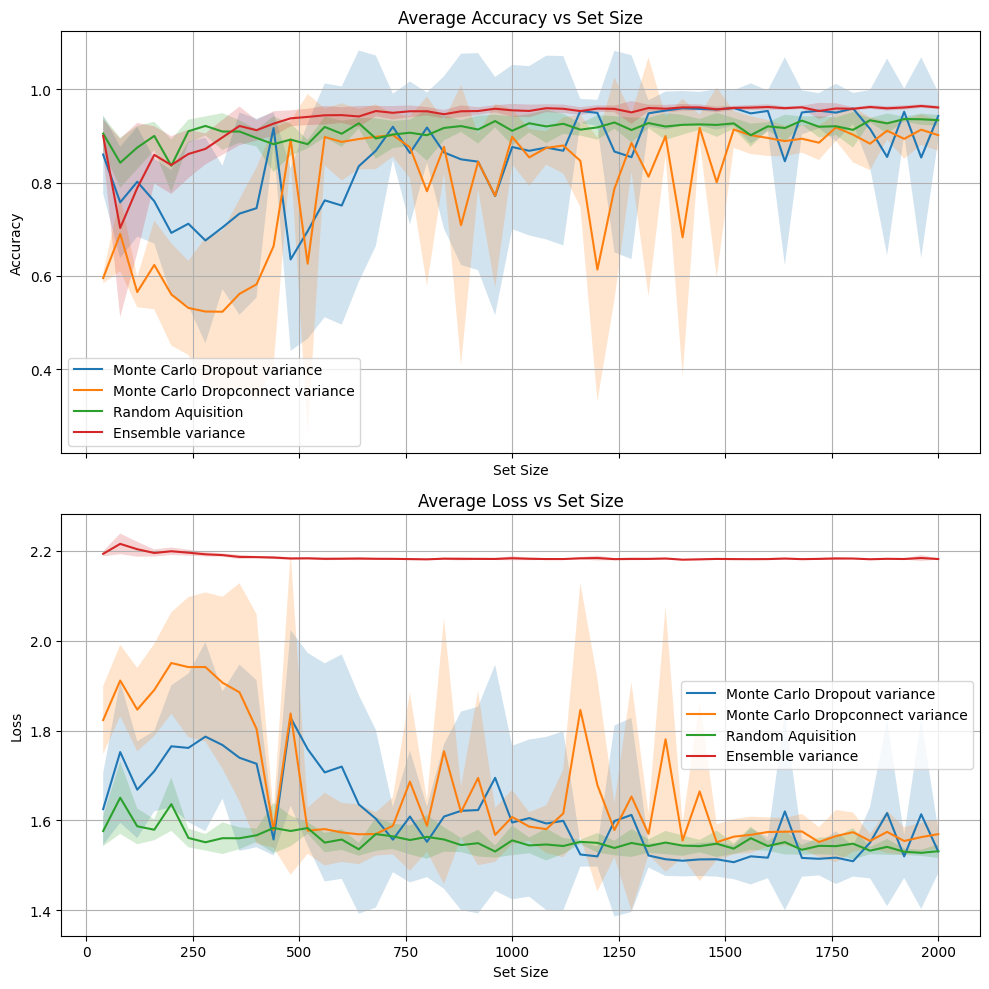 Average Accuracy vs Set Size
1.0
0.8
0.6
0.4
Accuracy
Monte Carlo Dropout variance
Monte Carlo Dropconnect variance
Random Aquisition
Ensemble variance
Set Size
Average Loss vs Set Size
2.2
2.0
1.8
1.6
1.4
Loss
Monte Carlo Dropout variance
Monte Carlo Dropconnect variance
Random Aquisition
Ensemble variance
0 250 500 750 1000 1250 1500 1750 2000
Set Size